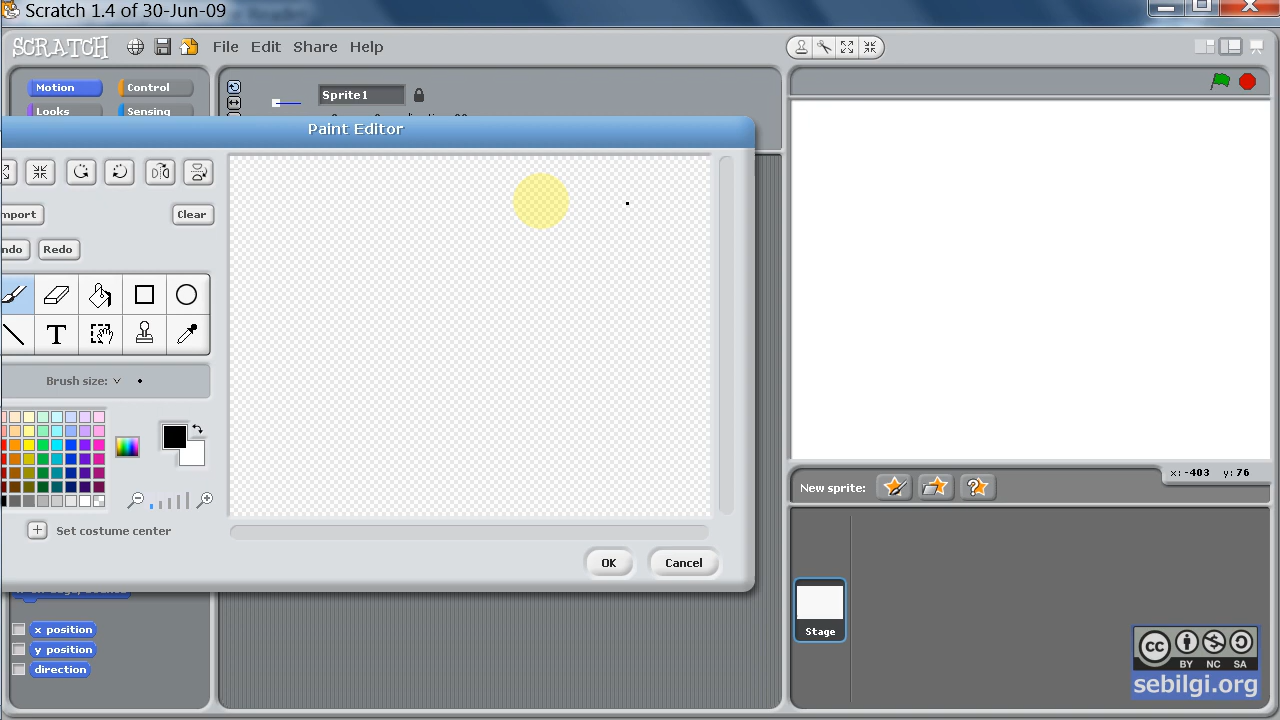 Scratch 1.4 of 30-Jun-09
SCRATCH
File Edit Share Help
Motion
Control
Looks
Sensing
Sprite1
Paint Editor
Clear
Redo
T
Brush size:
Set costume center
OK
Cancel
x position
y position
direction
x: -403 y: 76
New sprite:
Stage
cc
BY NC SA
sebilgi.org